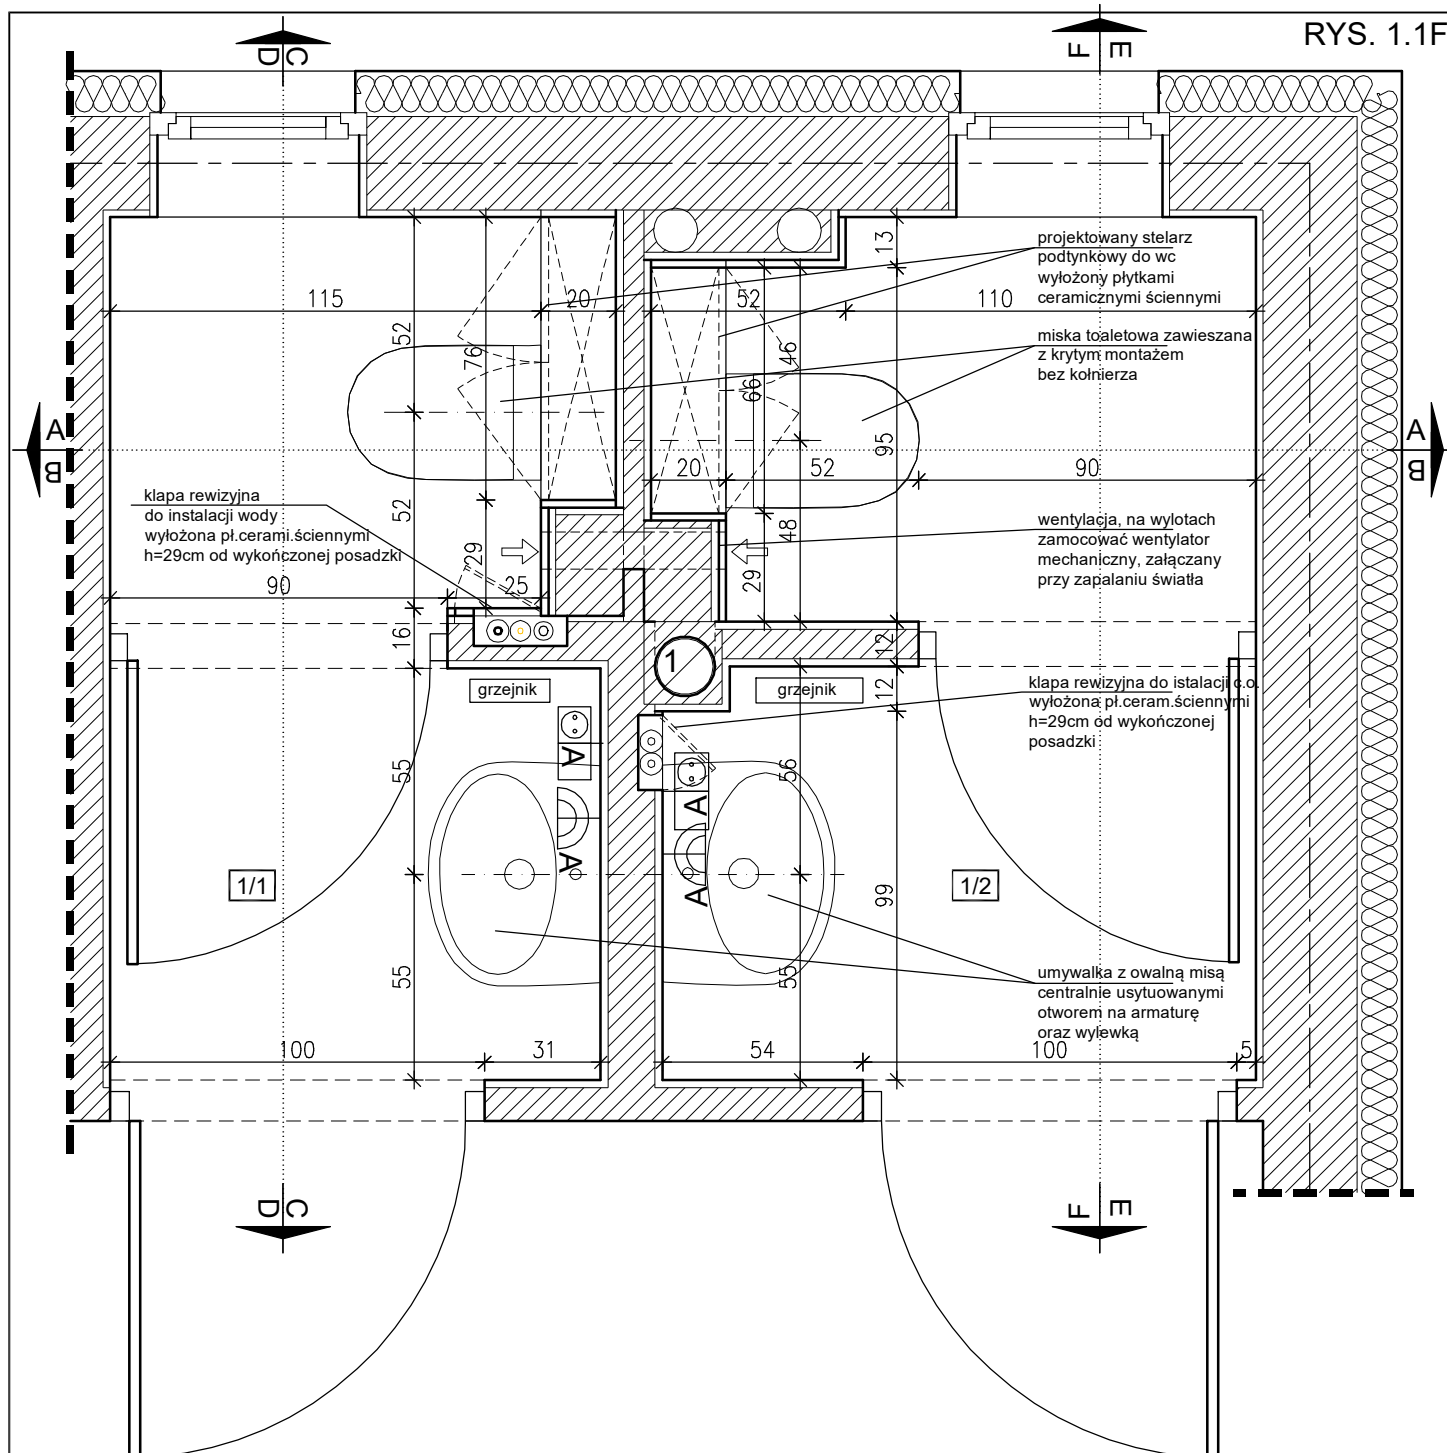 RYS. 1.1F
C
D
E
F
projektowany stelarz
podtynkowy do wc
wyłożony płytkami
ceramicznymi ściennymi
13
115
20
52
110
52
76
46
66
95
miska toaletowa zawieszana
z krytym montażem
bez kołnierza
A
B
A
B
20
52
90
klapa rewizyjna
do instalacji wody
wyłożona pł.cerami.ściennymi
h=29cm od wykończonej posadzki
52
29
25
90
48
29
wentylacja, na wylotach
zamocować wentylator
mechaniczny, załączany
przy zapalaniu światła
16
12
12
1
grzejnik
grzejnik
klapa rewizyjna do istalacji c.o.
wyłożona pł.ceram.ściennymi
h=29cm od wykończonej
posadzki
A
A
A
A
55
56
1/1
1/2
99
55
55
umywalka z owalną misą
centralnie usytuowanymi
otworem na armaturę
oraz wylewką
100
31
54
100
5
C
D
E
F